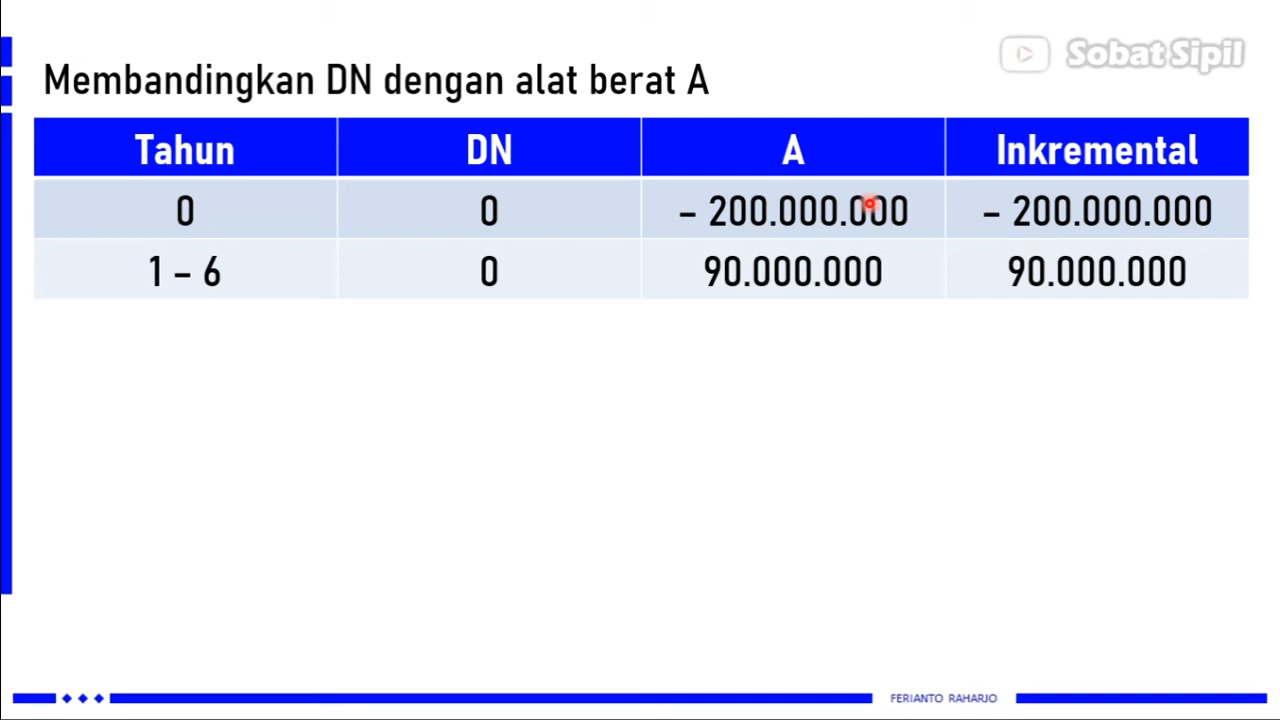 Sobat Sipil
Membandingkan DN dengan alat berat A
Tahun DN A Inkremental
0 0 – 200.000.000 – 200.000.000
1 – 6 0 90.000.000 90.000.000
FERIANTO RAHARJO